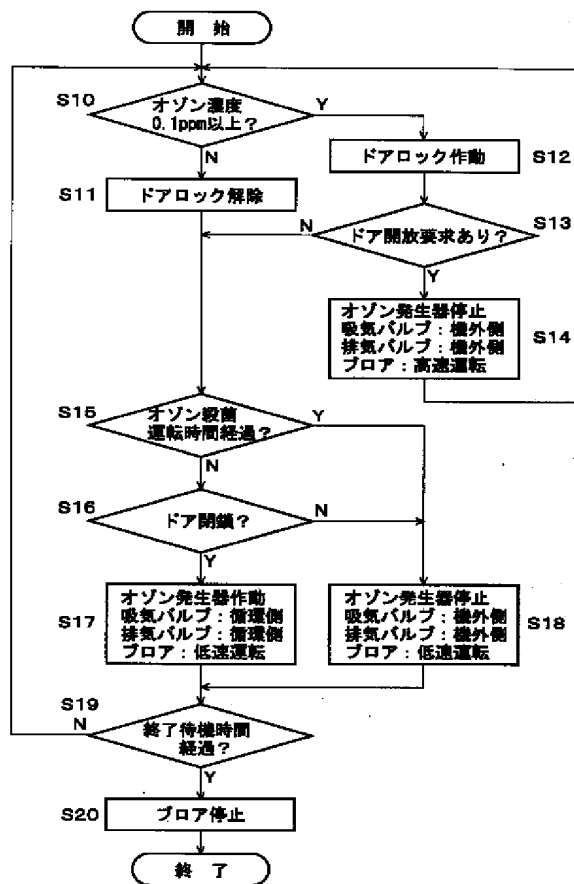 開 始
S10
オゾン濃度
0.1ppm以上?
Y
N
S11
ドアロック解除
ドアロック作動
S12
S13
ドア開放要求あり?
N
Y
オゾン発生器停止
吸気バルブ:機外側
排気バルブ:機外側
ブロア:高速運転
S14
S15
オゾン殺菌
運転時間経過?
Y
N
S16
ドア閉鎖?
N
Y
S17
オゾン発生器作動
吸気バルブ:循環側
排気バルブ:循環側
ブロア:低速運転
オゾン発生器停止
吸気バルブ:機外側
排気バルブ:機外側
ブロア:低速運転
S18
S19
N
終了待機時間
経過?
Y
S20
ブロア停止
終 了